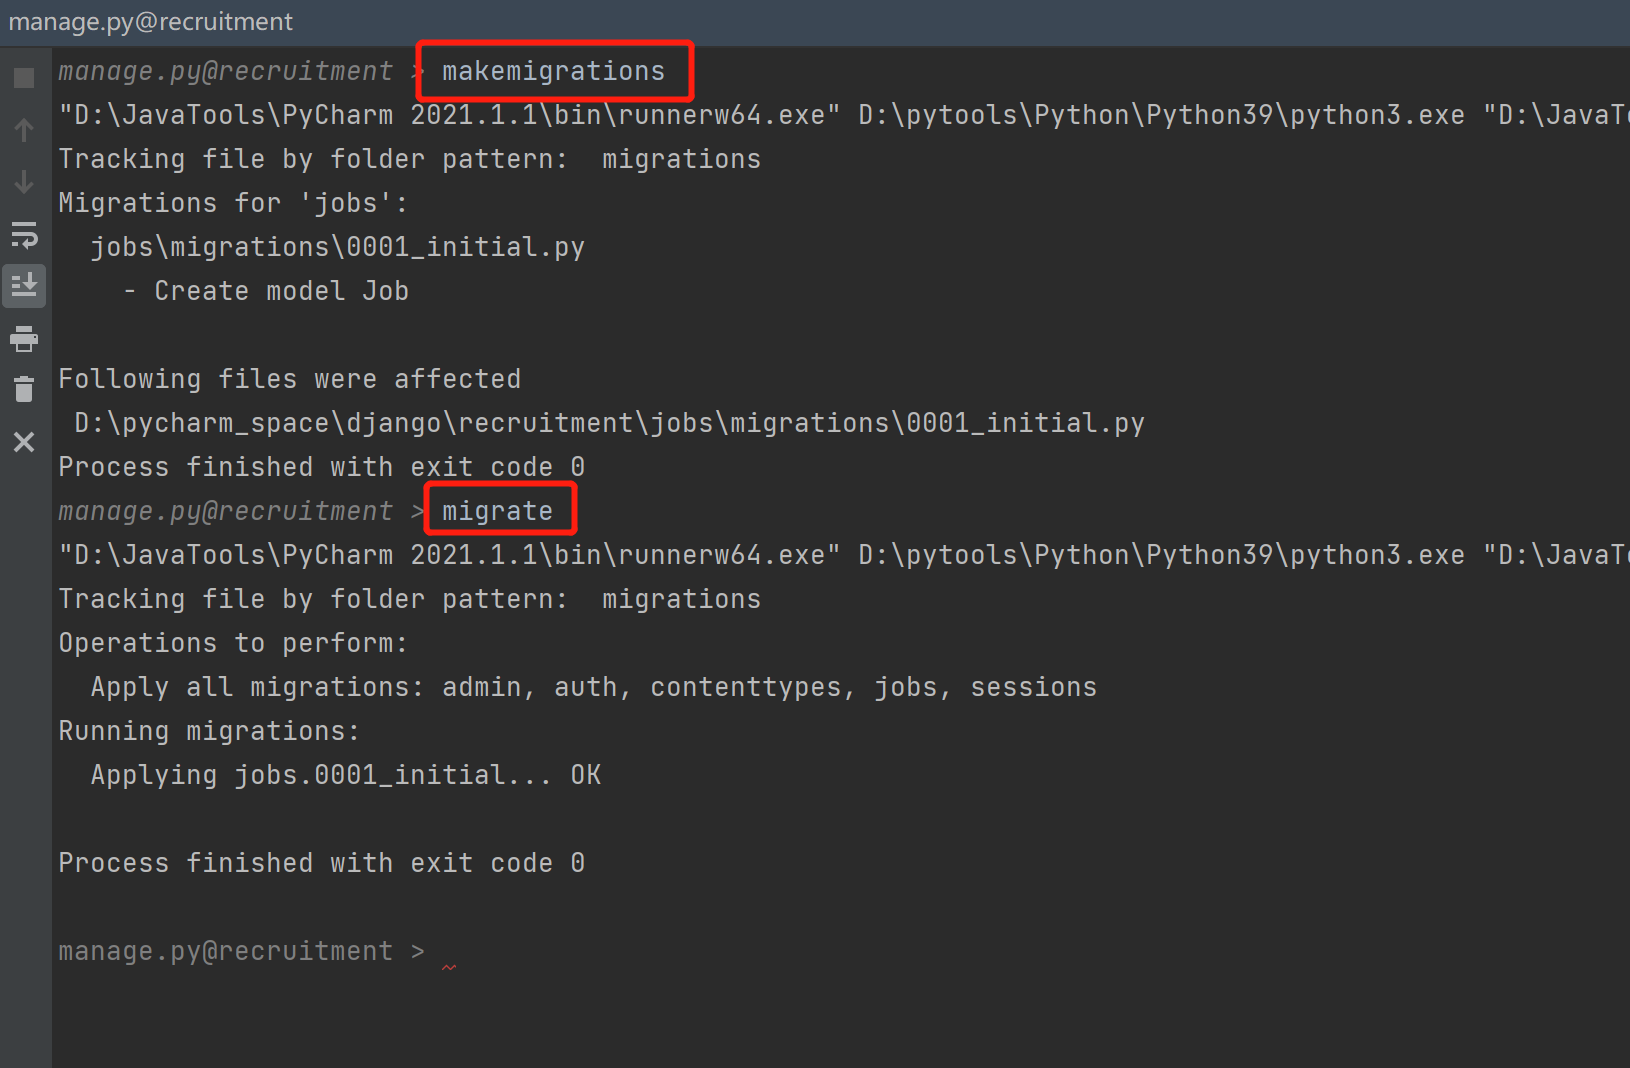 manage.py@recruitment
manage.py@recruitment > makemigrations
"D:\JavaTools\PyCharm 2021.1.1\bin\runnerw64.exe" D:\pytools\Python\Python39\python3.exe "D:\JavaTo
Tracking file by folder pattern:  migrations
Migrations for 'jobs':
  jobs\migrations\0001_initial.py
    - Create model Job
Following files were affected
 D:\pycharm_space\django\recruitment\jobs\migrations\0001_initial.py
Process finished with exit code 0
manage.py@recruitment > migrate
"D:\JavaTools\PyCharm 2021.1.1\bin\runnerw64.exe" D:\pytools\Python\Python39\python3.exe "D:\JavaTo
Tracking file by folder pattern:  migrations
Operations to perform:
  Apply all migrations: admin, auth, contenttypes, jobs, sessions
Running migrations:
  Applying jobs.0001_initial... OK
Process finished with exit code 0
manage.py@recruitment >